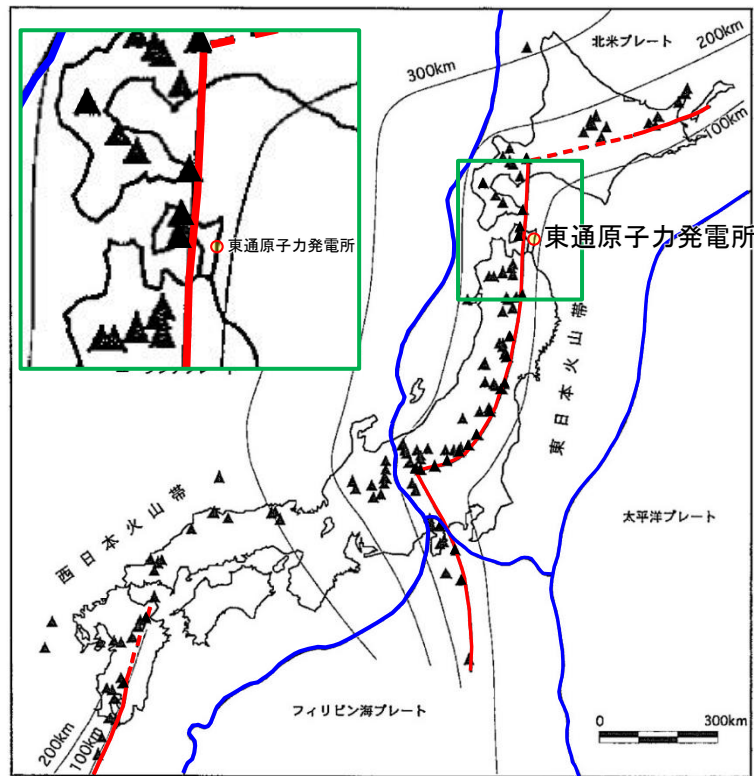 北米プレート
200km
300km
100km
東通原子力発電所
東通原子力発電所
東日本火山帯
太平洋プレート
西日本火山帯
フィリピン海プレート
0 300km
200km
100km